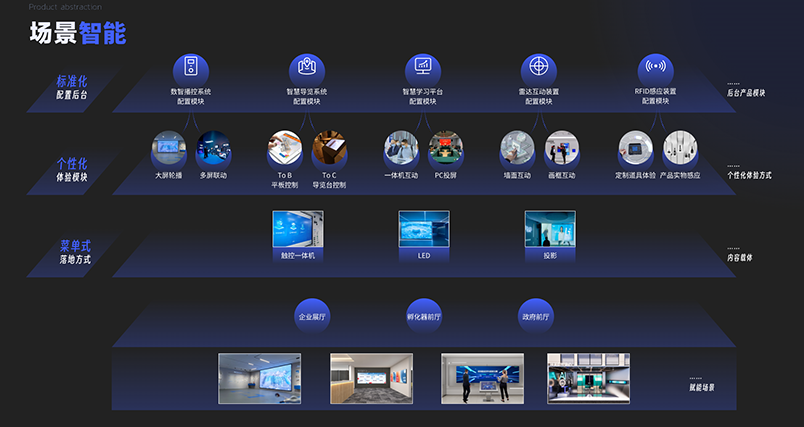 Product abstraction
场景智能
标准化
配置后台
数智播控系统
配置模块
智慧导览系统
配置模块
智慧学习平台
配置模块
雷达互动装置
配置模块
RFID感应装置
配置模块
……
后台产品模块
个性化
体验模块
大屏轮播
多屏联动
To B
平板控制
To C
导览台控制
一体机互动
PC投屏
墙面互动
画框互动
定制道具体验
产品实物感应
……
个性化体验方式
菜单式
落地方式
触控一体机
LED
投影
……
内容载体
企业展厅
孵化器前厅
政府前厅
……
赋能场景